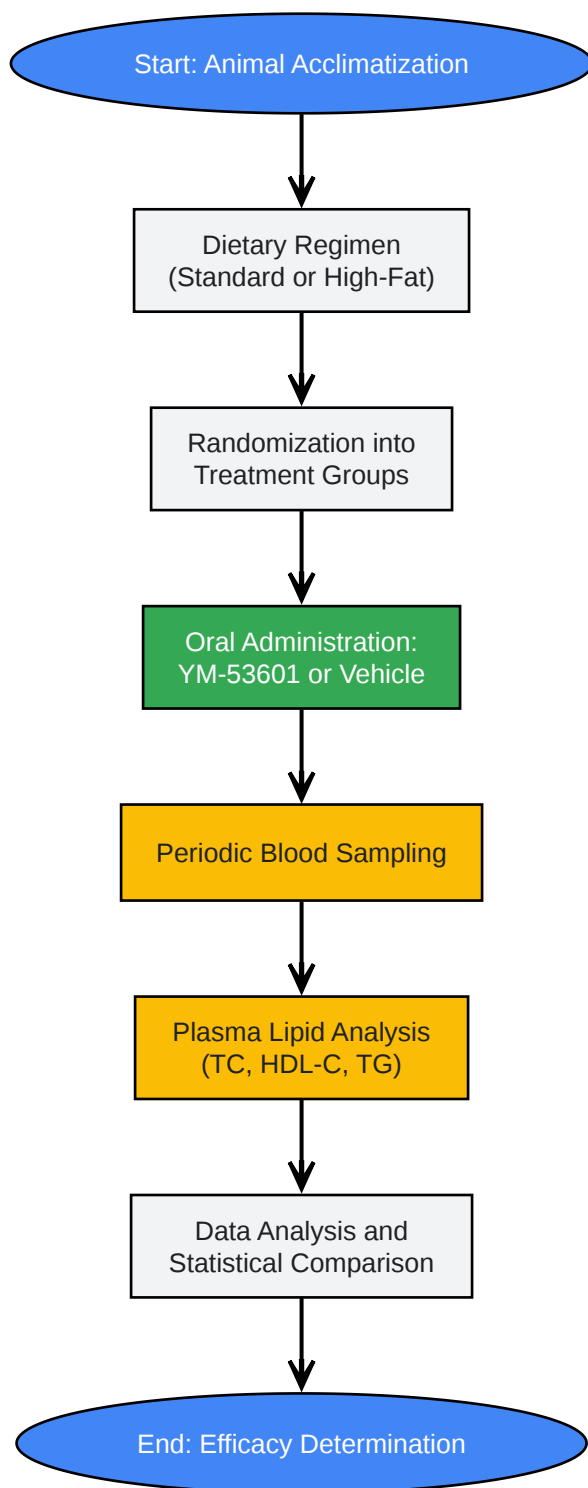 Start: Animal Acclimatization
Dietary Regimen
(Standard or High-Fat)
Randomization into
Treatment Groups
Oral Administration:
YM-53601 or Vehicle
Periodic Blood Sampling
Plasma Lipid Analysis
(TC, HDL-C, TG)
Data Analysis and
Statistical Comparison
End: Efficacy Determination